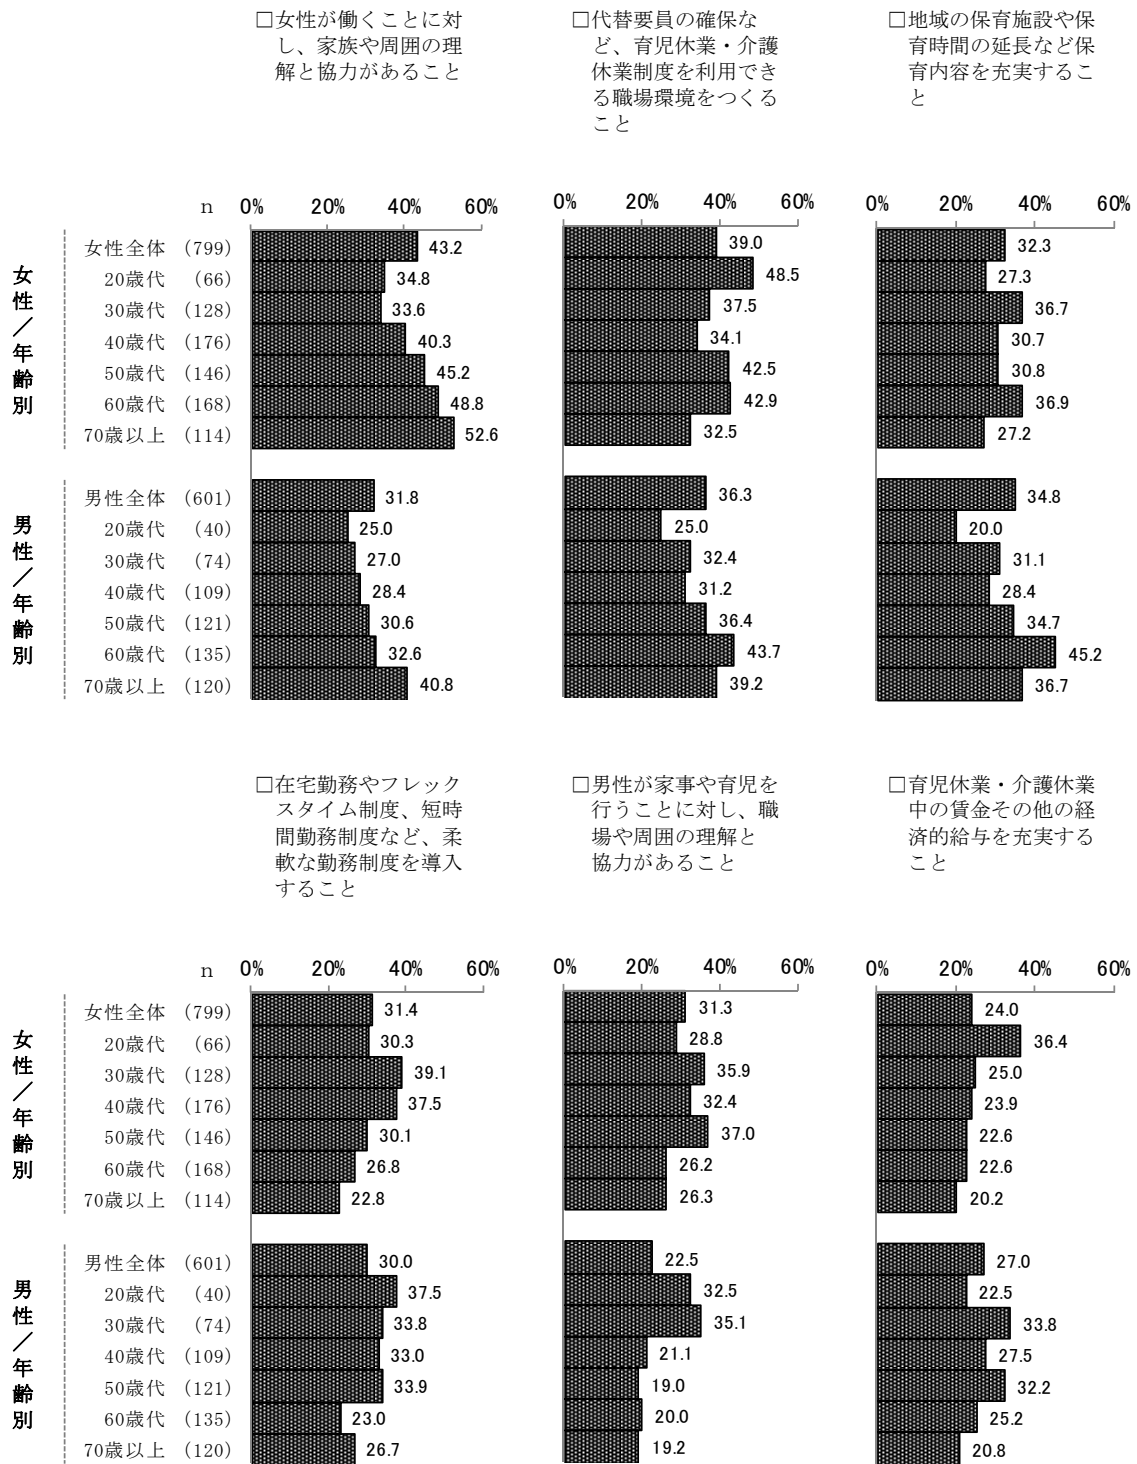 □女性が働くことに対
し、家族や周囲の理
解と協力があること
□代替要員の確保な
ど、育児休業・介護
休業制度を利用でき
る職場環境をつくる
こと
□地域の保育施設や保
育時間の延長など保
育内容を充実するこ
と
n 0% 20% 40% 60% 0% 20% 40% 60% 0% 20% 40% 60%
女性／年齢別
女性全体 (799) 43.2 39.0 32.3
20歳代 (66) 34.8 48.5 27.3
30歳代 (128) 33.6 37.5 36.7
40歳代 (176) 40.3 34.1 30.7
50歳代 (146) 45.2 42.5 30.8
60歳代 (168) 48.8 42.9 36.9
70歳以上 (114) 52.6 32.5 27.2
男性／年齢別
男性全体 (601) 31.8 36.3 34.8
20歳代 (40) 25.0 25.0 20.0
30歳代 (74) 27.0 32.4 31.1
40歳代 (109) 28.4 31.2 28.4
50歳代 (121) 30.6 36.4 34.7
60歳代 (135) 32.6 43.7 45.2
70歳以上 (120) 40.8 39.2 36.7
□在宅勤務やフレック
スタイム制度、短時
間勤務制度など、柔
軟な勤務制度を導入
すること
□男性が家事や育児を
行うことに対し、職
場や周囲の理解と
協力があること
□育児休業・介護休業
中の賃金その他の経
済的給与を充実する
こと
n 0% 20% 40% 60% 0% 20% 40% 60% 0% 20% 40% 60%
女性／年齢別
女性全体 (799) 31.4 31.3 24.0
20歳代 (66) 30.3 28.8 36.4
30歳代 (128) 39.1 35.9 25.0
40歳代 (176) 37.5 32.4 23.9
50歳代 (146) 30.1 37.0 22.6
60歳代 (168) 26.8 26.2 22.6
70歳以上 (114) 22.8 26.3 20.2
男性／年齢別
男性全体 (601) 30.0 22.5 27.0
20歳代 (40) 37.5 32.5 22.5
30歳代 (74) 33.8 35.1 33.8
40歳代 (109) 33.0 21.1 27.5
50歳代 (121) 33.9 19.0 32.2
60歳代 (135) 23.0 20.0 25.2
70歳以上 (120) 26.7 19.2 20.8